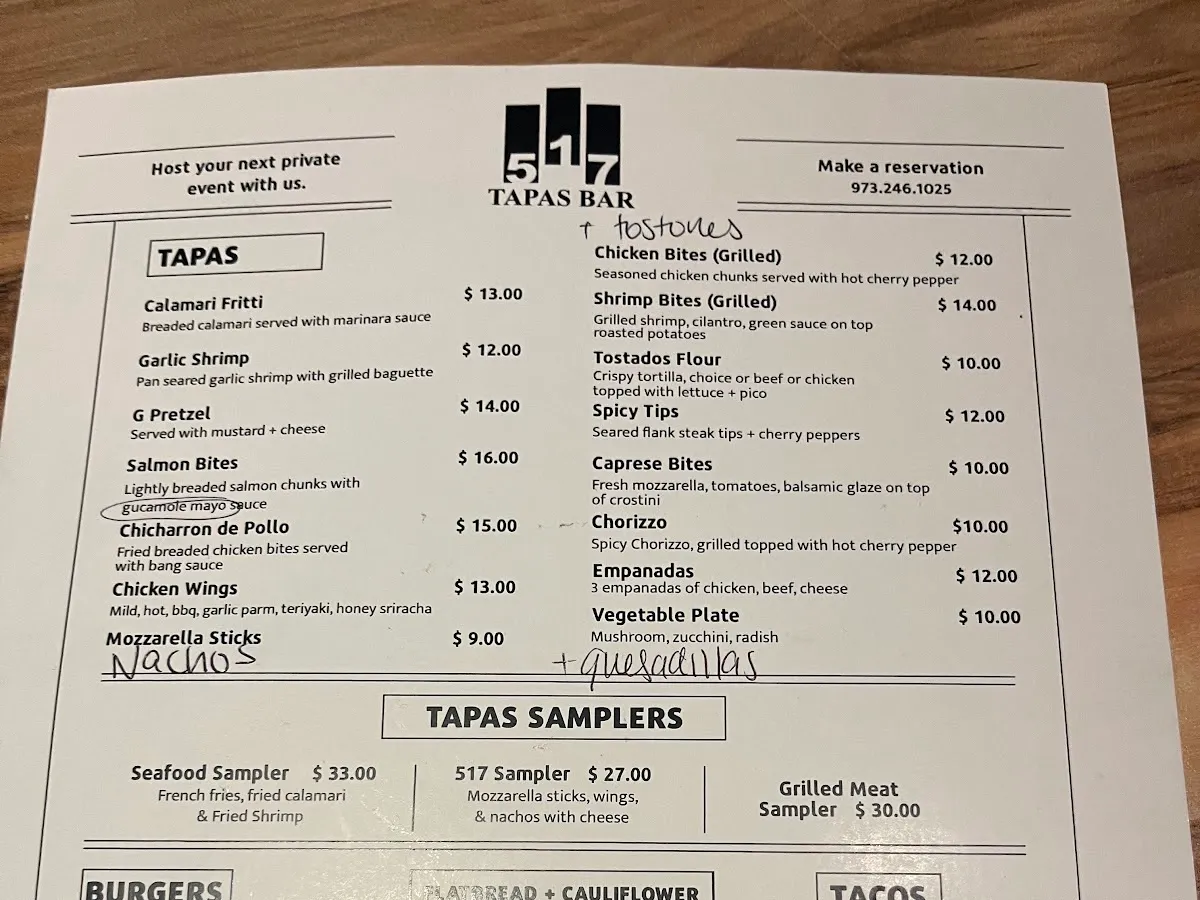 Host your next private
event with us.
517
TAPAS BAR
Make a reservation
973.246.1025
TAPAS
Calamari Fritti $ 13.00
Breaded calamari served with marinara sauce
Garlic Shrimp $ 12.00
Pan seared garlic shrimp with grilled baguette
G Pretzel $ 14.00
Served with mustard + cheese
Salmon Bites $ 16.00
Lightly breaded salmon chunks with
gucamole mayo sauce
Chicharron de Pollo $ 15.00
Fried breaded chicken bites served
with bang sauce
Chicken Wings $ 13.00
Mild, hot, bbq, garlic parm, teriyaki, honey sriracha
Mozzarella Sticks $ 9.00
Nachos
tostones
Chicken Bites (Grilled) $ 12.00
Seasoned chicken chunks served with hot cherry pepper
Shrimp Bites (Grilled) $ 14.00
Grilled shrimp, cilantro, green sauce on top
roasted potatoes
Tostados Flour $ 10.00
Crispy tortilla, choice or beef or chicken
topped with lettuce + pico
Spicy Tips $ 12.00
Seared flank steak tips + cherry peppers
Caprese Bites $ 10.00
Fresh mozzarella, tomatoes, balsamic glaze on top
of crostini
Chorizzo $10.00
Spicy Chorizzo, grilled topped with hot cherry pepper
Empanadas $ 12.00
3 empanadas of chicken, beef, cheese
Vegetable Plate $ 10.00
Mushroom, zucchini, radish
+ quesadillas
TAPAS SAMPLERS
Seafood Sampler $ 33.00
French fries, fried calamari
& Fried Shrimp
517 Sampler $ 27.00
Mozzarella sticks, wings,
& nachos with cheese
Grilled Meat
Sampler $ 30.00
BURGERS
FLATBREAD + CAULIFLOWER
TACOS